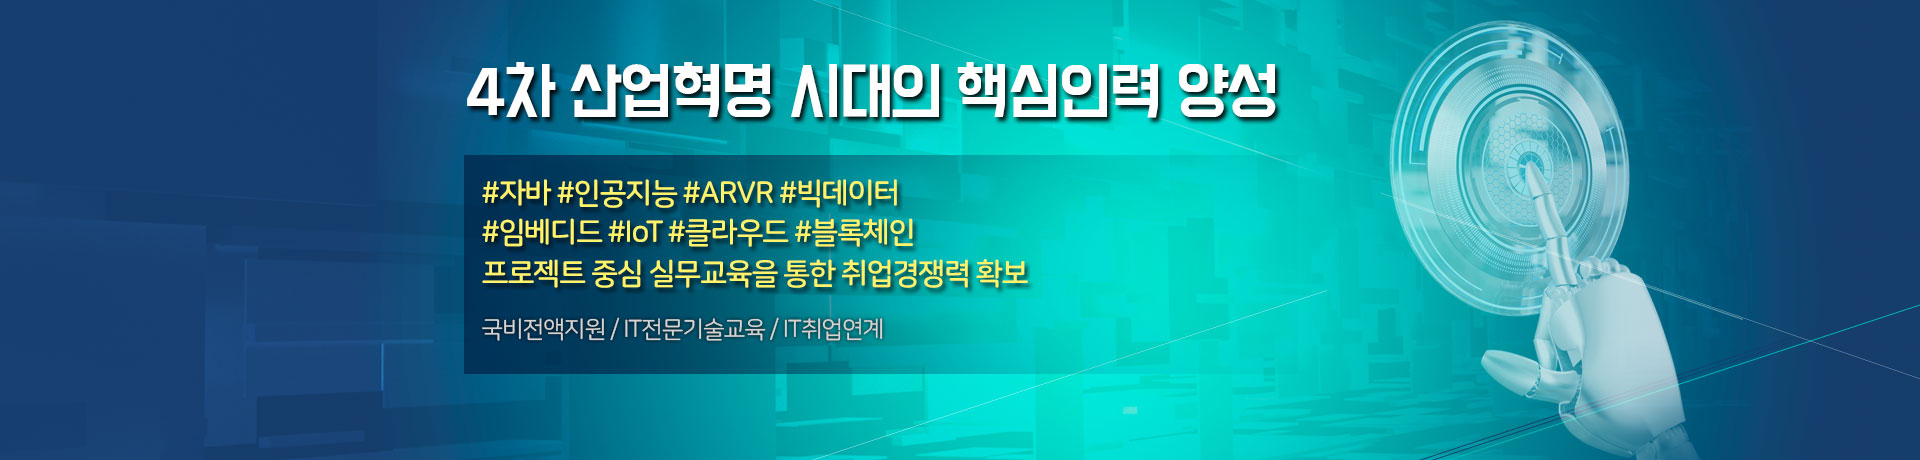 4차 산업혁명 시대의 핵심인력 양성
#자바 #인공지능 #ARVR #빅데이터
#임베디드 #IoT #클라우드 #블록체인
프로젝트 중심 실무교육을 통한 취업경쟁력 확보
국비전액지원 / IT전문기술교육 / IT취업연계